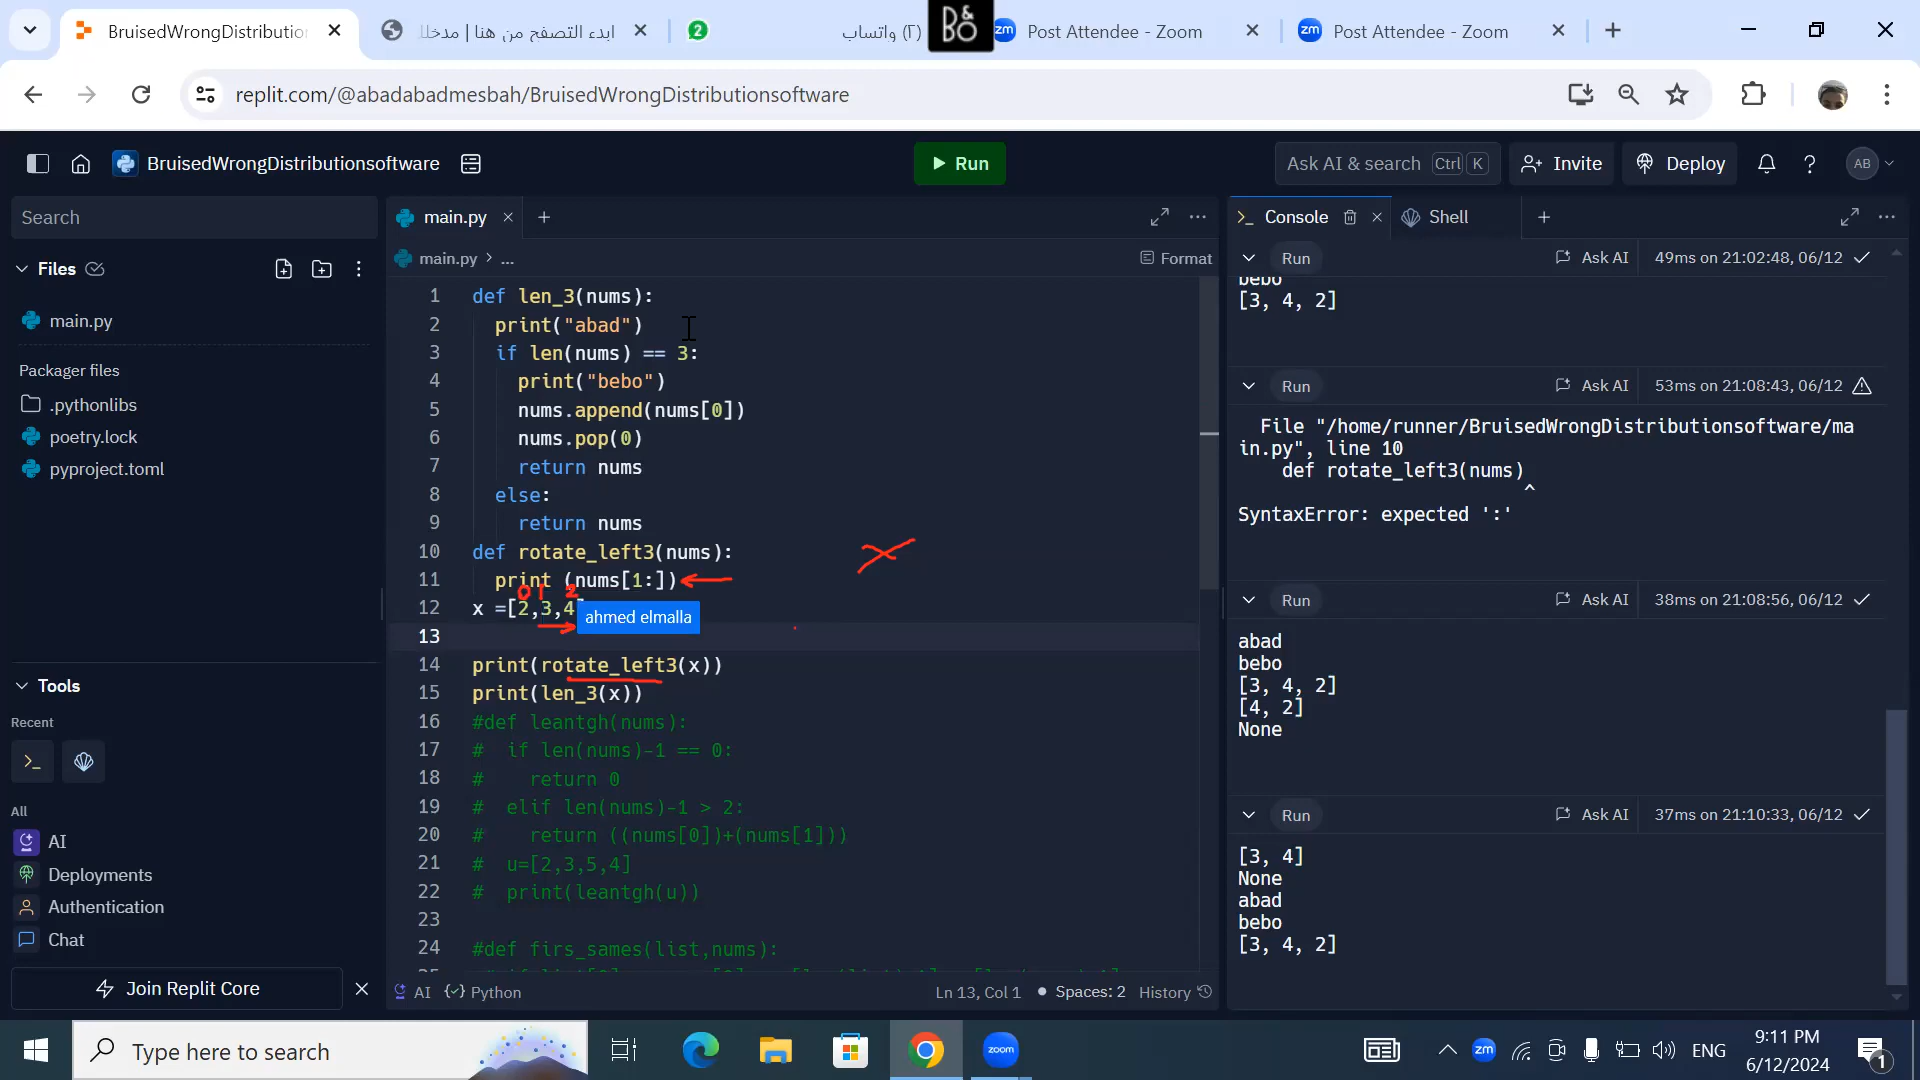 BruisedWrongDistributio
ابدء التصفح من هنا | مدخلك
2
(٢) واتساب
B&O
zm
Post Attendee - Zoom
zm
Post Attendee - Zoom
replit.com/@abadabadmesbah/BruisedWrongDistributionsoftware
BruisedWrongDistributionsoftware
Run
Ask AI & search Ctrl K
Invite
Deploy
AB
Search
Files
main.py
Packager files
.pythonlibs
poetry.lock
pyproject.toml
Tools
Recent
All
AI
Deployments
Authentication
Chat
Join Replit Core
main.py
main.py > ...
Format
1 def len_3(nums):
2 print("abad")
3 if len(nums) == 3:
4 print("bebo")
5 nums.append(nums[0])
6 nums.pop(0)
7 return nums
8 else:
9 return nums
10 def rotate_left3(nums):
11 print (nums[1:])
0 1 2
12 x =[2,3,4]
ahmed elmalla
13
14 print(rotate_left3(x))
15 print(len_3(x))
16 #def leantgh(nums):
17 # if len(nums)-1 == 0:
18 # return 0
19 # elif len(nums)-1 > 2:
20 # return ((nums[0])+(nums[1]))
21 # u=[2,3,5,4]
22 # print(leantgh(u))
23
24 #def firs_sames(list,nums):
AI Python
Ln 13, Col 1
Spaces: 2
History
Console
Shell
Run
Ask AI
49ms on 21:02:48, 06/12
bebo
[3, 4, 2]
Run
Ask AI
53ms on 21:08:43, 06/12
File "/home/runner/BruisedWrongDistributionsoftware/ma
in.py", line 10
def rotate_left3(nums)
^
SyntaxError: expected ':'
Run
Ask AI
38ms on 21:08:56, 06/12
abad
bebo
[3, 4, 2]
[4, 2]
None
Run
Ask AI
37ms on 21:10:33, 06/12
[3, 4]
None
abad
bebo
[3, 4, 2]
Type here to search
zoom
zm
ENG
9:11 PM
6/12/2024
1